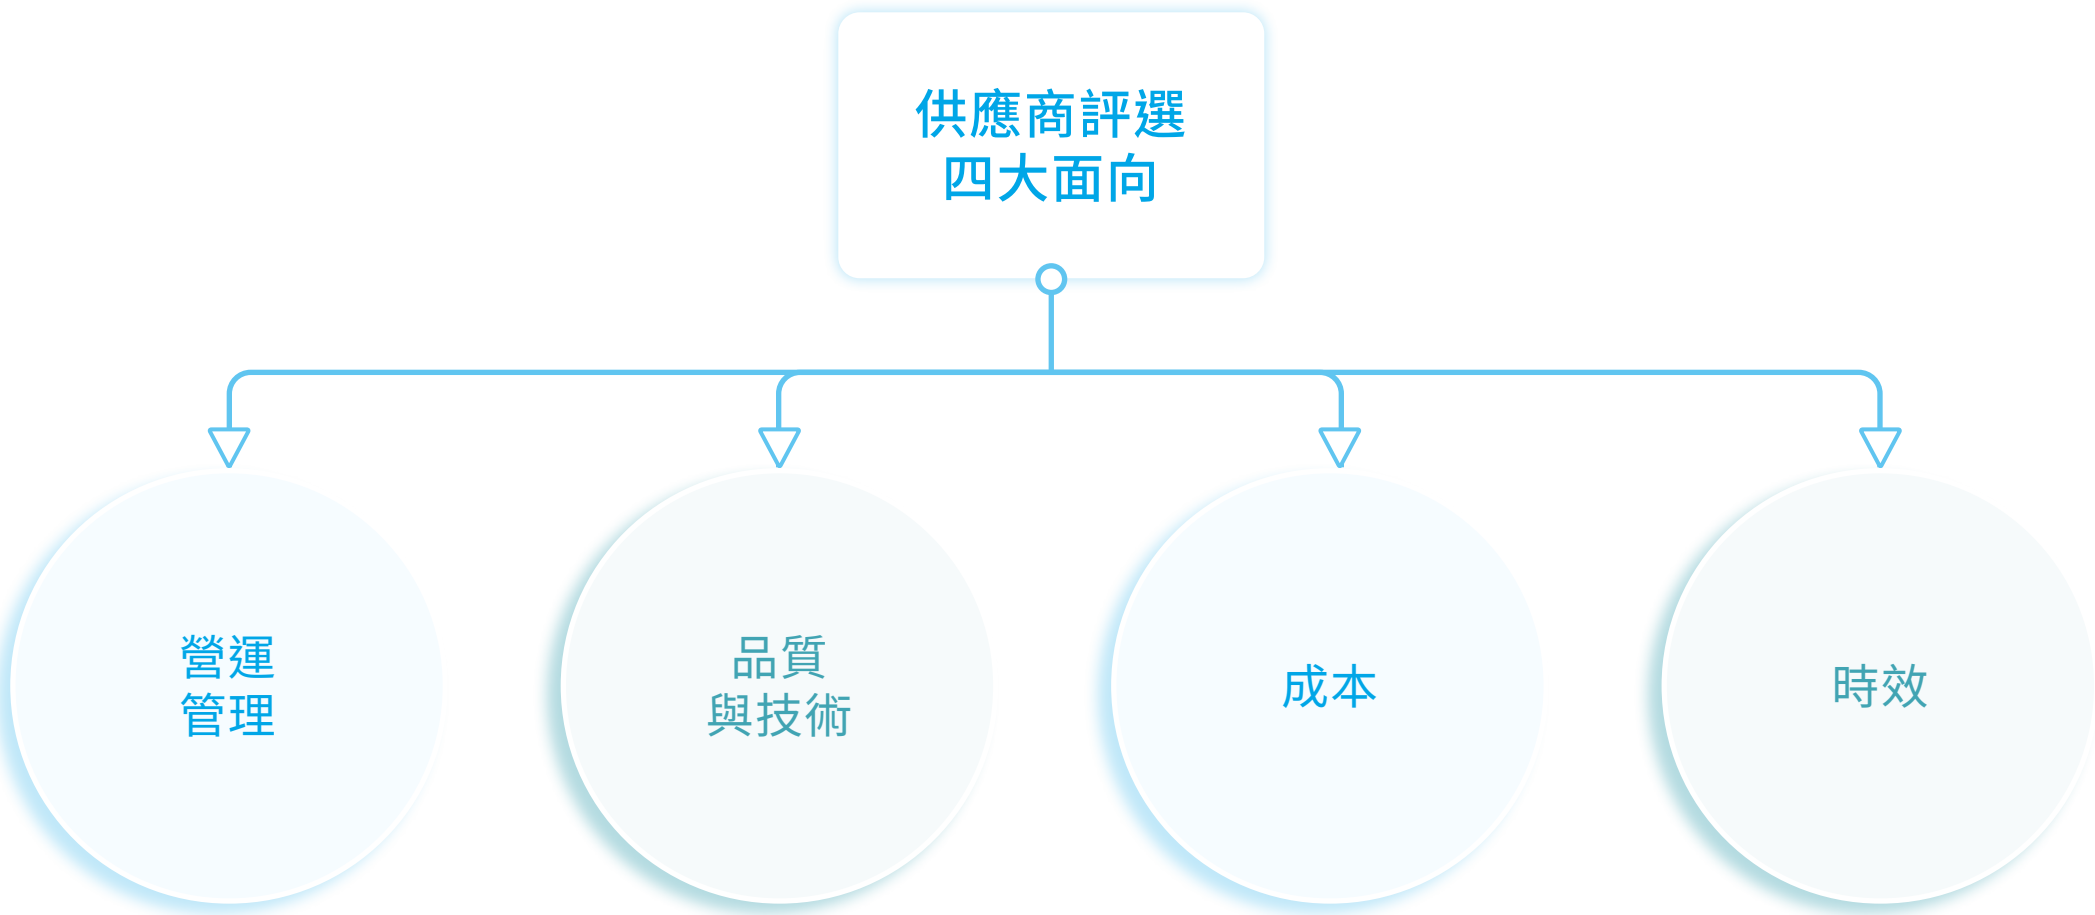 供應商評選
四大面向
營運
管理
品質
與技術
成本
時效